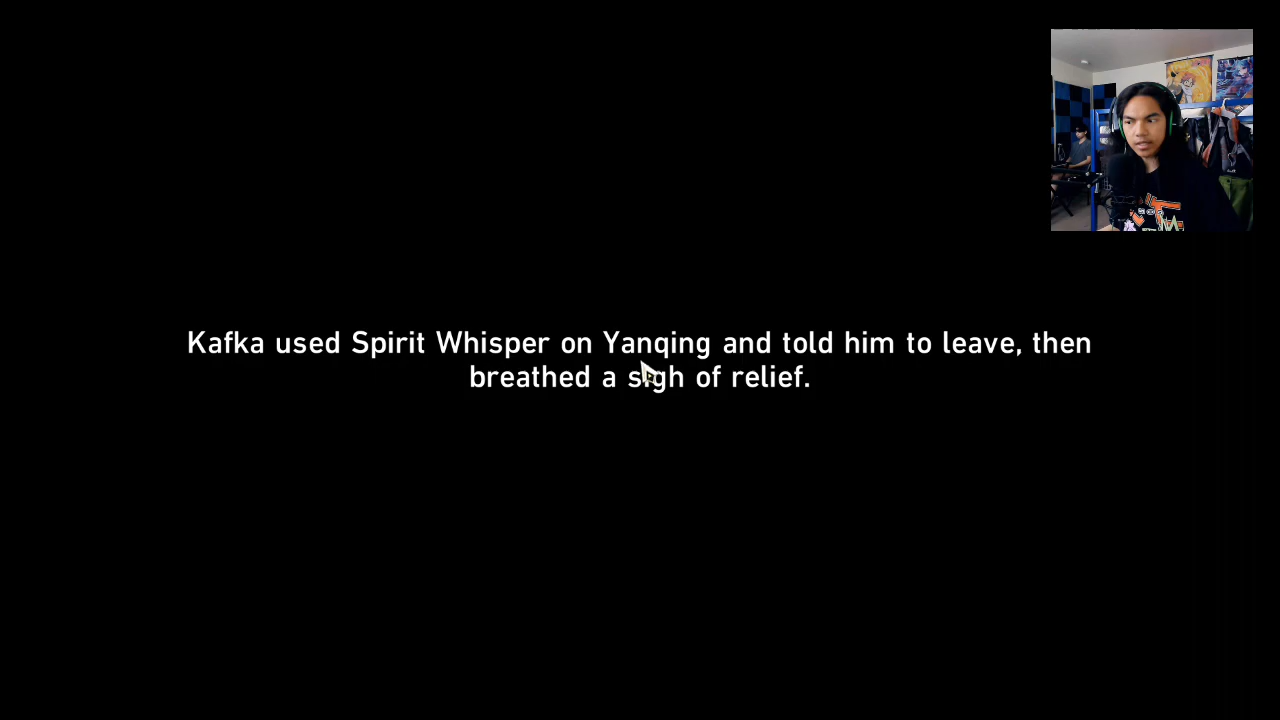 Kafka used Spirit Whisper on Yanqing and told him to leave, then
breathed a sigh of relief.